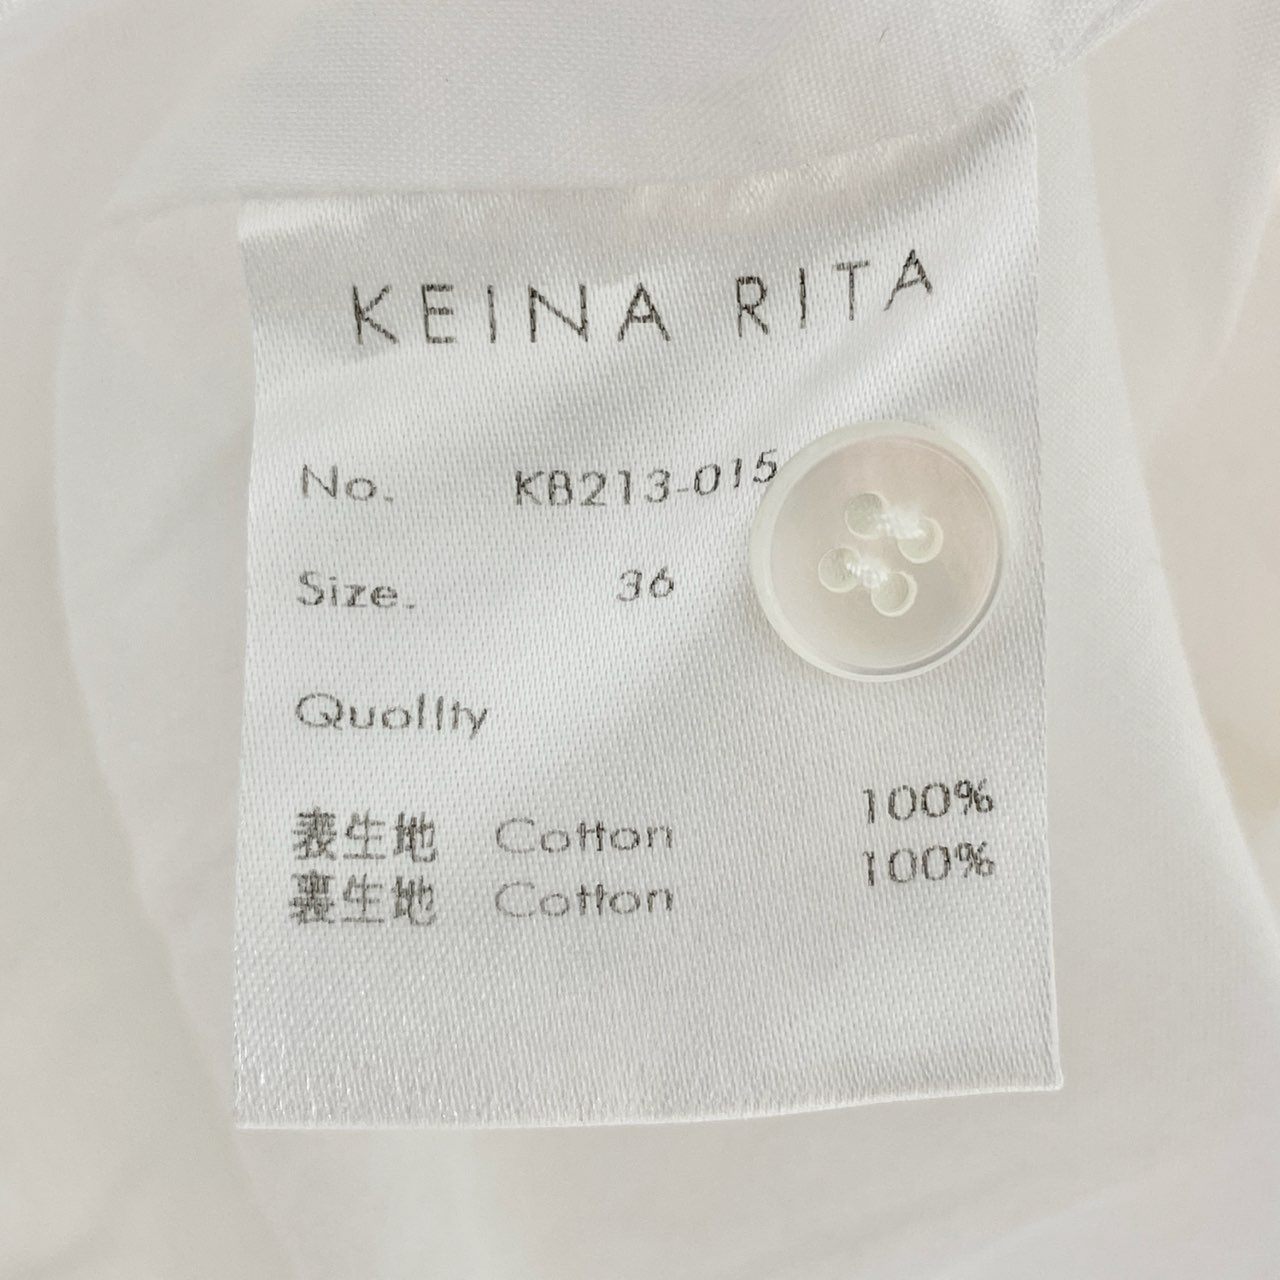 KEINA RITA
No. KB213-015
Size. 36
Quality
表生地 Cotton 100%
裏生地 Cotton 100%